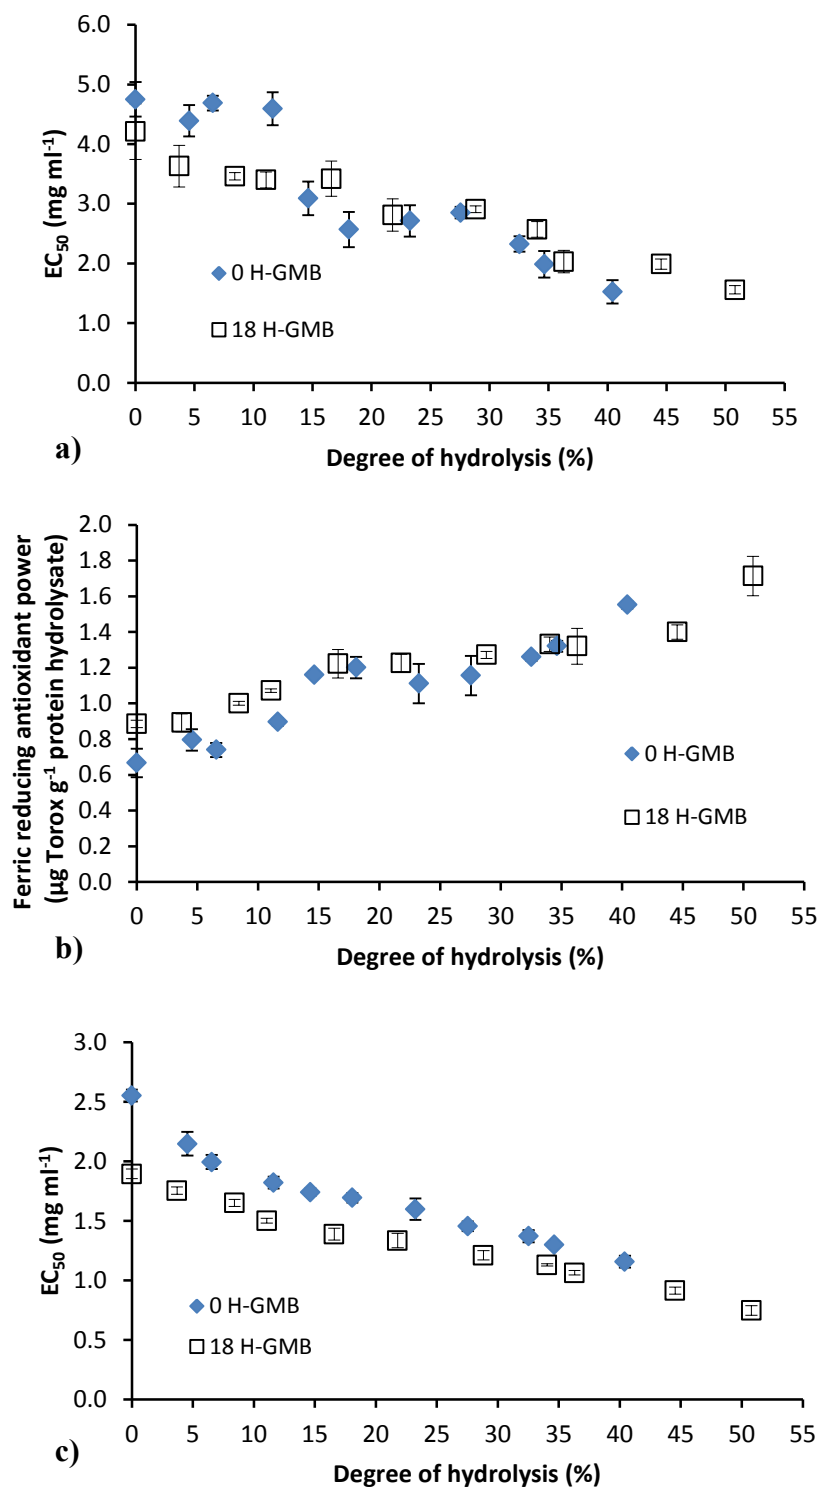 6.0
5.0
4.0
3.0
2.0
1.0
0.0
EC50 (mg ml-1)
0 H-GMB
18 H-GMB
0 5 10 15 20 25 30 35 40 45 50 55
Degree of hydrolysis (%)
a)
2.0
1.8
1.6
1.4
1.2
1.0
0.8
0.6
0.4
0.2
0.0
Ferric reducing antioxidant power
(µg Torox g-1 protein hydrolysate)
0 H-GMB
18 H-GMB
0 5 10 15 20 25 30 35 40 45 50 55
Degree of hydrolysis (%)
b)
3.0
2.5
2.0
1.5
1.0
0.5
0.0
EC50 (mg ml-1)
0 H-GMB
18 H-GMB
0 5 10 15 20 25 30 35 40 45 50 55
Degree of hydrolysis (%)
c)